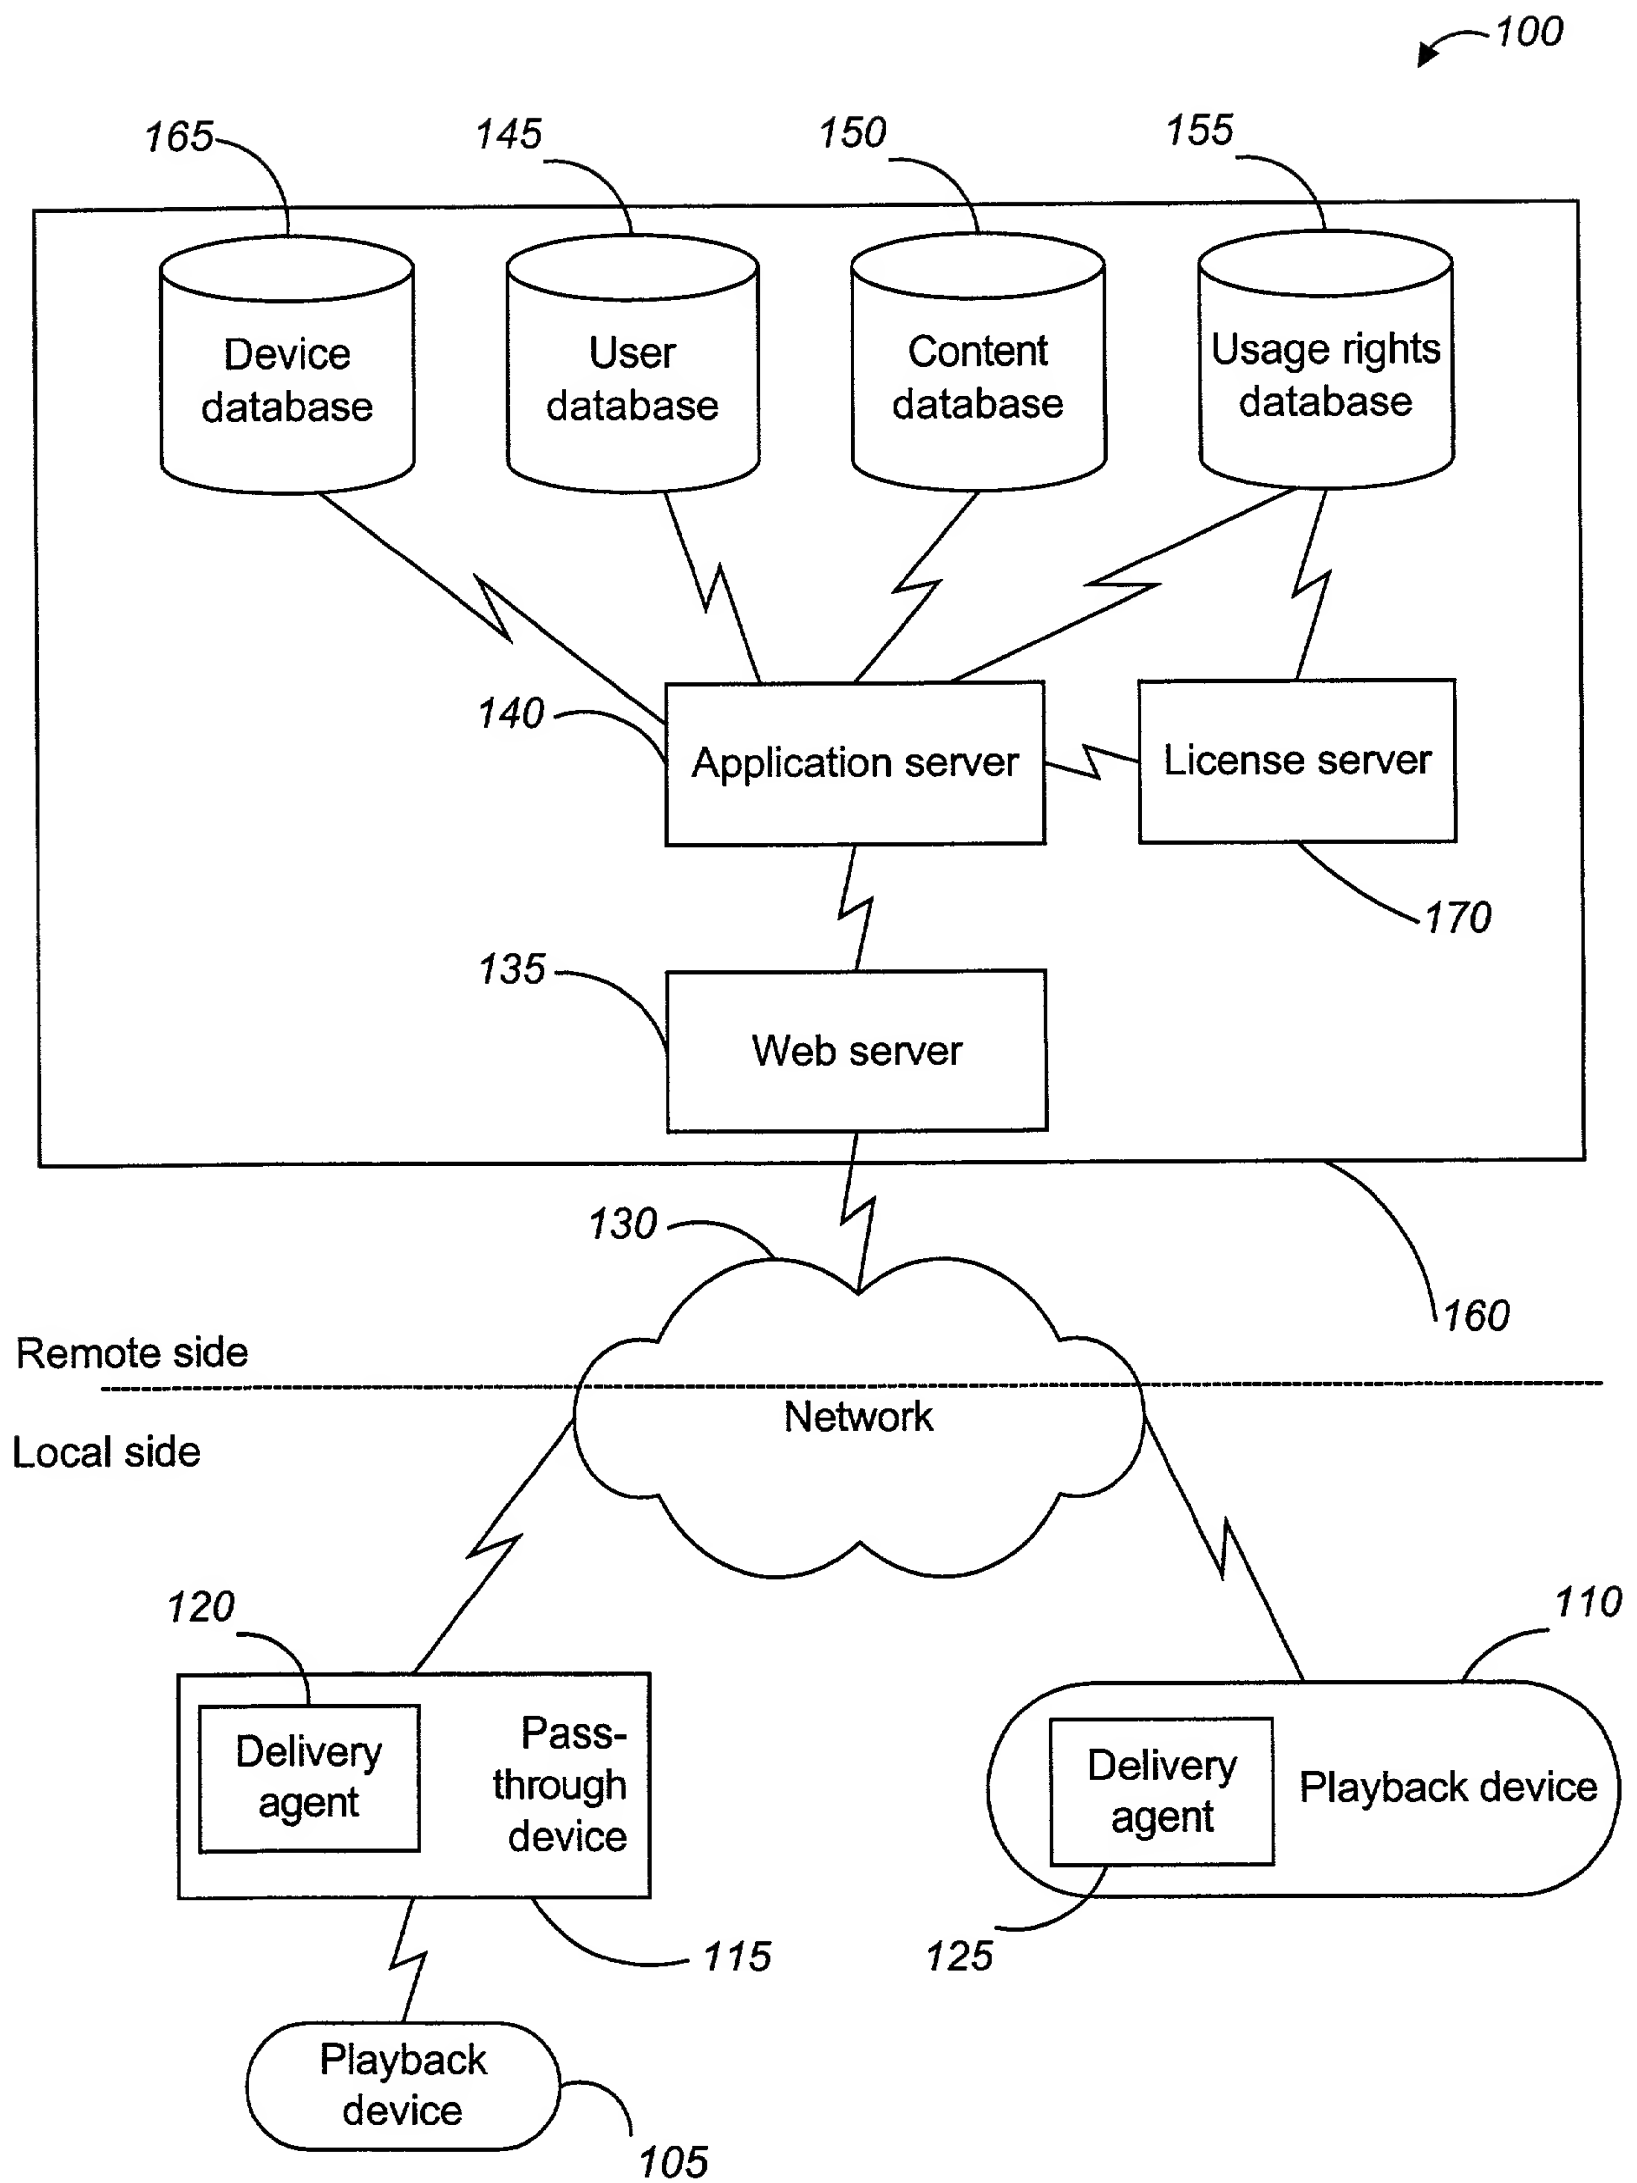 100
165
145
150
155
Device
database
User
database
Content
database
Usage rights
database
140
Application server
License server
170
135
Web server
130
160
Remote side
Network
Local side
120
110
Delivery
agent
Pass-
through
device
Delivery
agent
Playback device
115
125
Playback
device
105